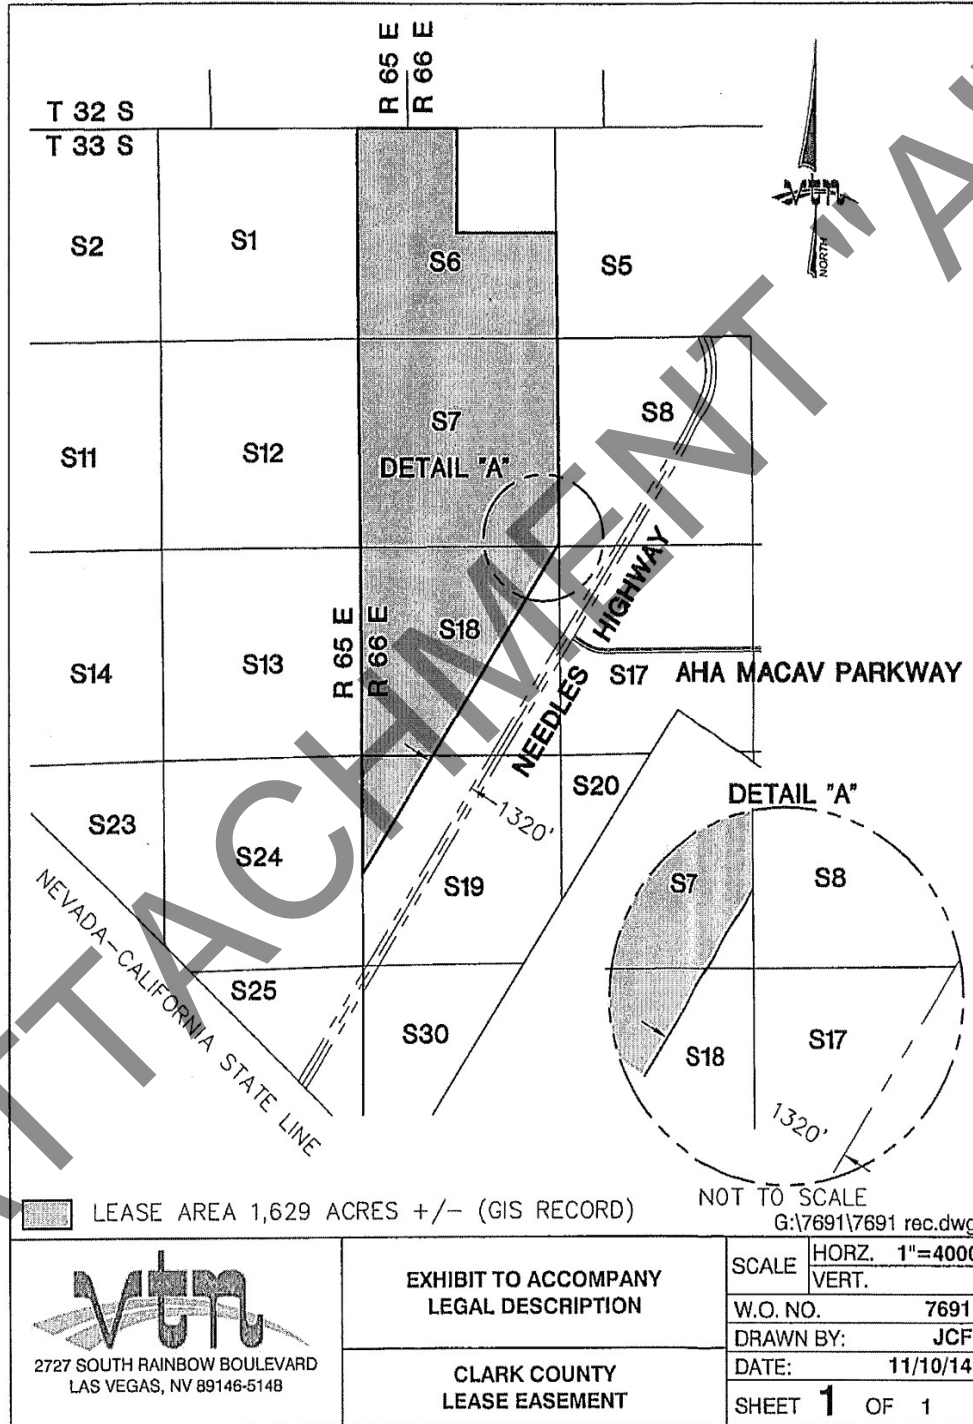 R 65 E
R 66 E
T 32 S
T 33 S
S2
S1
S6
S5
NORTH
S11
S12
S7
S8
DETAIL "A"
HIGHWAY
R 65 E
R 66 E
S14
S13
S18
S17
AHA MACAV PARKWAY
NEEDLES
S20
1320'
S23
S24
S19
DETAIL "A"
S7
S8
NEVADA-CALIFORNIA STATE LINE
S25
S30
S18
S17
1320'
NOT TO SCALE
LEASE AREA 1,629 ACRES +/- (GIS RECORD)
G:\7691\7691 rec.dwg
vtn
2727 SOUTH RAINBOW BOULEVARD
LAS VEGAS, NV 89146-5148
EXHIBIT TO ACCOMPANY
LEGAL DESCRIPTION
CLARK COUNTY
LEASE EASEMENT
SCALE HORZ. 1"=4000
VERT.
W.O. NO. 7691
DRAWN BY: JCF
DATE: 11/10/14
SHEET 1 OF 1
ATTACHMENT "A"